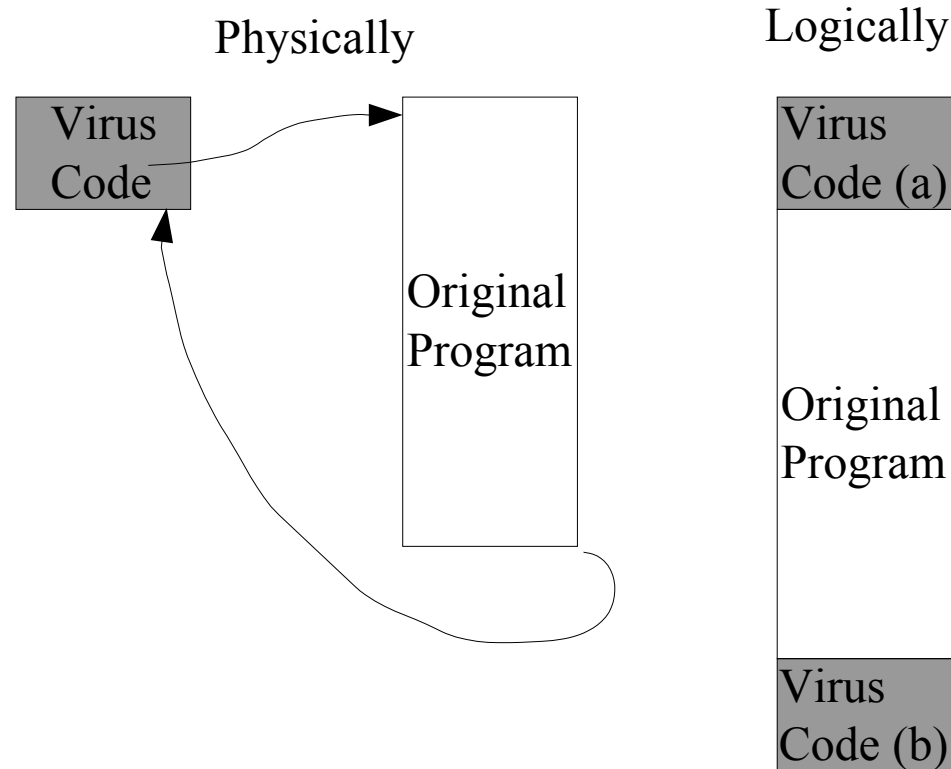 Physically
Logically
Virus
Code
Original
Program
Virus
Code (a)
Original
Program
Virus
Code (b)